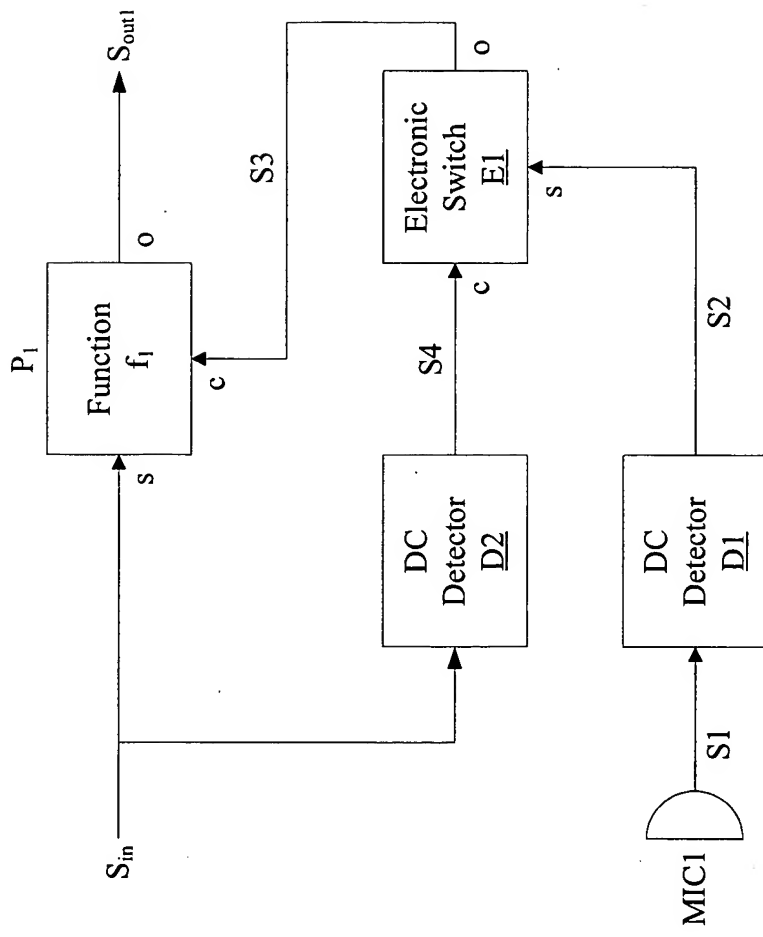 P1
Sin
s
Function
f1
o
Sout1
c
S3
DC
Detector
D2
S4
c
Electronic
Switch
E1
o
s
MIC1
S1
DC
Detector
D1
S2